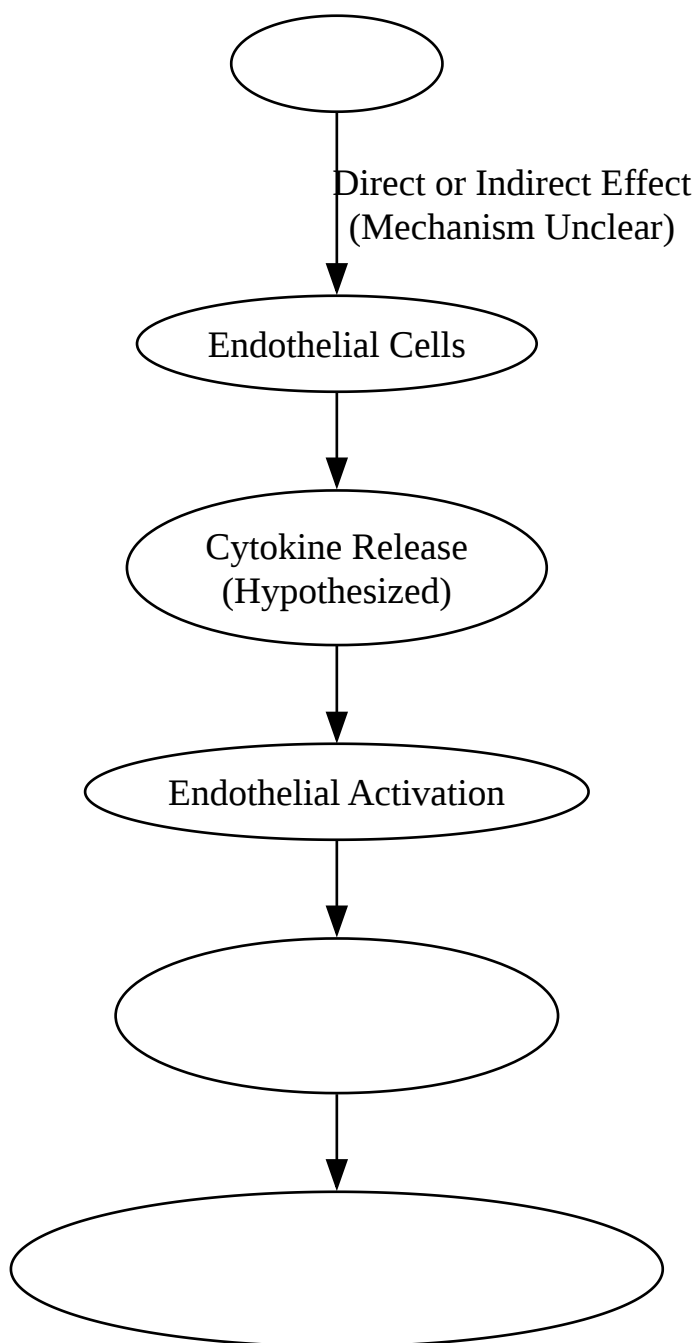 Direct or Indirect Effect
(Mechanism Unclear)
Endothelial Cells
Cytokine Release
(Hypothesized)
Endothelial Activation